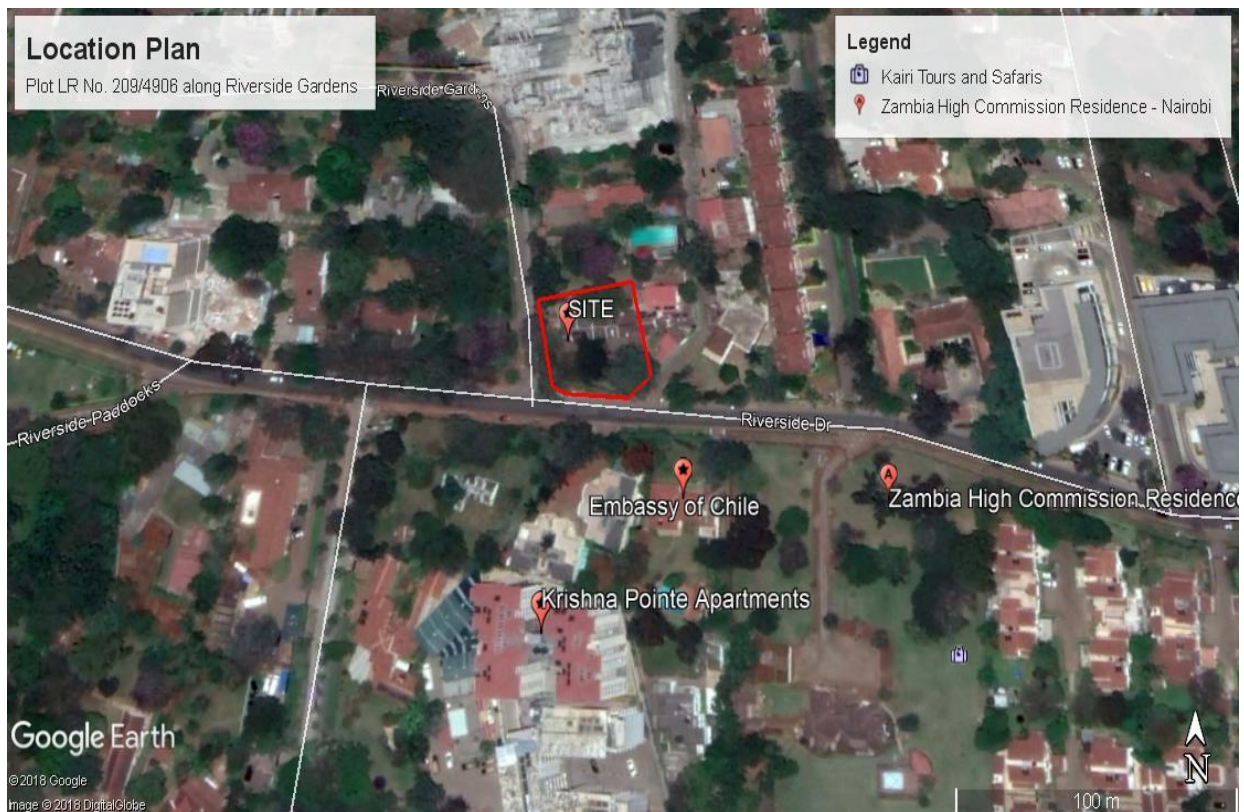 Location Plan
Plot LR No. 209/4906 along Riverside Gardens
Legend
Kairi Tours and Safaris
Zambia High Commission Residence - Nairobi
Riverside Gardens
SITE
Riverside Paddocks
Riverside Dr
A
Embassy of Chile
Zambia High Commission Residence
Krishna Pointe Apartments
Google Earth
©2018 Google
Image © 2018 DigitalGlobe
N
100 m